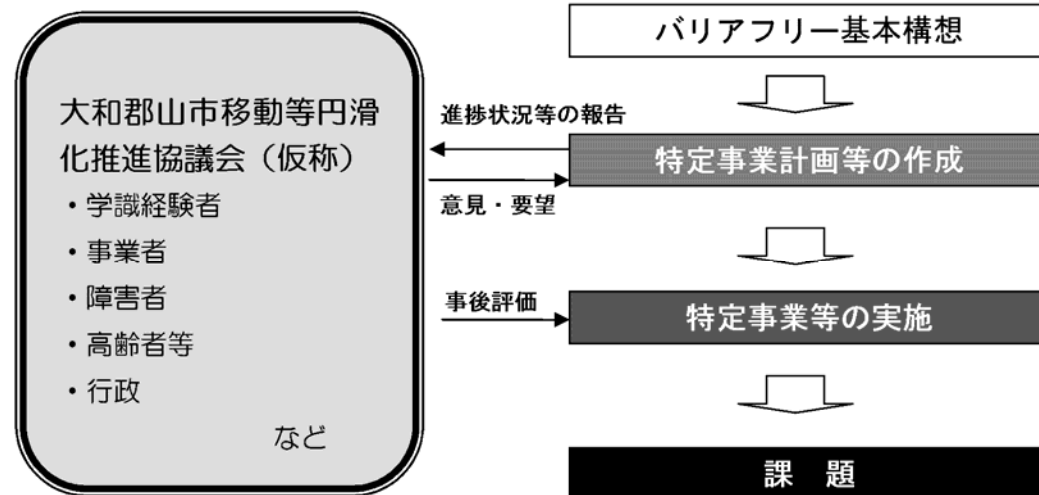 大和郡山市移動等円滑
化推進協議会（仮称）
・学識経験者
・事業者
・障害者
・高齢者等
・行政
など
バリアフリー基本構想
進捗状況等の報告
特定事業計画等の作成
意見・要望
事後評価
特定事業等の実施
課　題